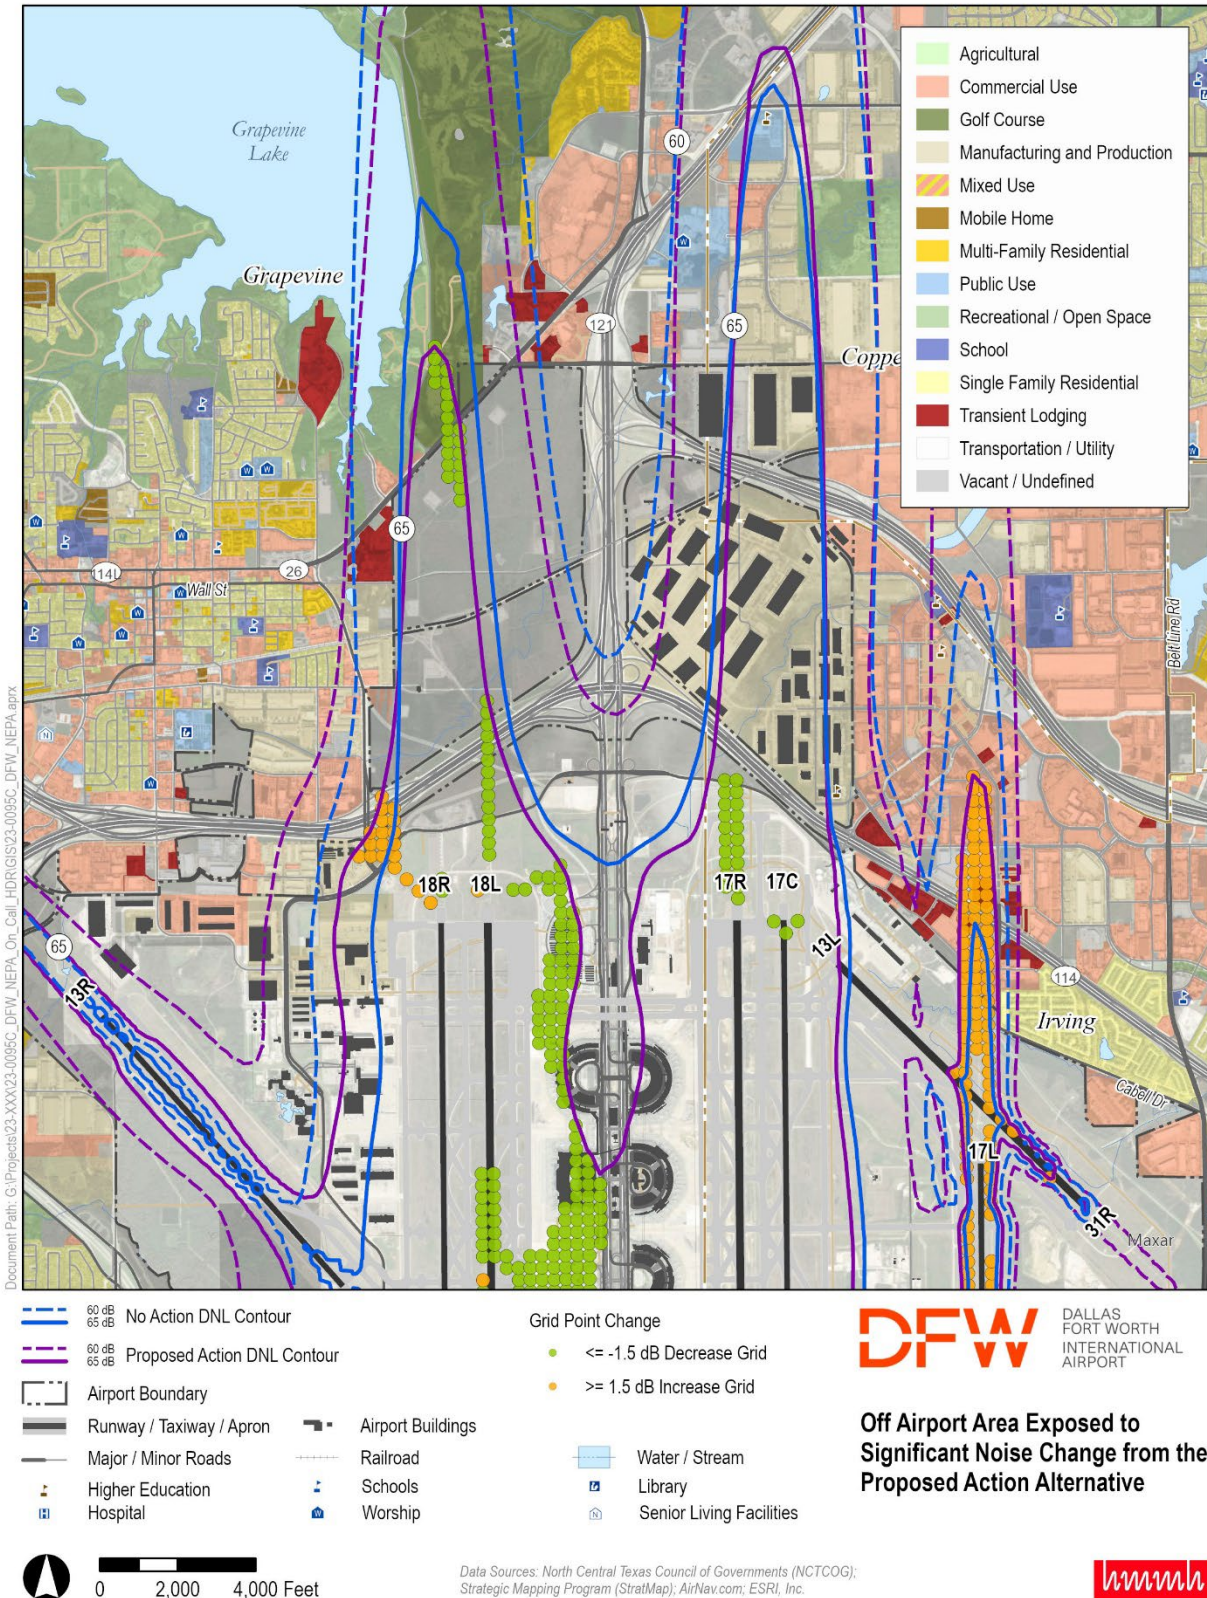 Grapevine
Lake
Grapevine
60
121
65
Coppe
65
114L
Wall St
26
Belt Line Rd
Agricultural
Commercial Use
Golf Course
Manufacturing and Production
Mixed Use
Mobile Home
Multi-Family Residential
Public Use
Recreational / Open Space
School
Single Family Residential
Transient Lodging
Transportation / Utility
Vacant / Undefined
18R
18L
17R
17C
13L
65
13R
114
Irving
Cabell Dr
17L
31R
Maxar
Document Path: G:\Projects\23-XXX\23-0095C_DFW_NEPA_On_Call_HDR\GIS\23-0095C_DFW_NEPA.aprx
60 dB
65 dB
No Action DNL Contour
60 dB
65 dB
Proposed Action DNL Contour
Airport Boundary
Runway / Taxiway / Apron
Airport Buildings
Major / Minor Roads
Railroad
Water / Stream
Higher Education
Schools
Library
Hospital
Worship
Senior Living Facilities
Grid Point Change
<= -1.5 dB Decrease Grid
>= 1.5 dB Increase Grid
DFW
DALLAS
FORT WORTH
INTERNATIONAL
AIRPORT
Off Airport Area Exposed to
Significant Noise Change from the
Proposed Action Alternative
0 2,000 4,000 Feet
Data Sources: North Central Texas Council of Governments (NCTCOG);
Strategic Mapping Program (StratMap); AirNav.com; ESRI, Inc.
hmmh